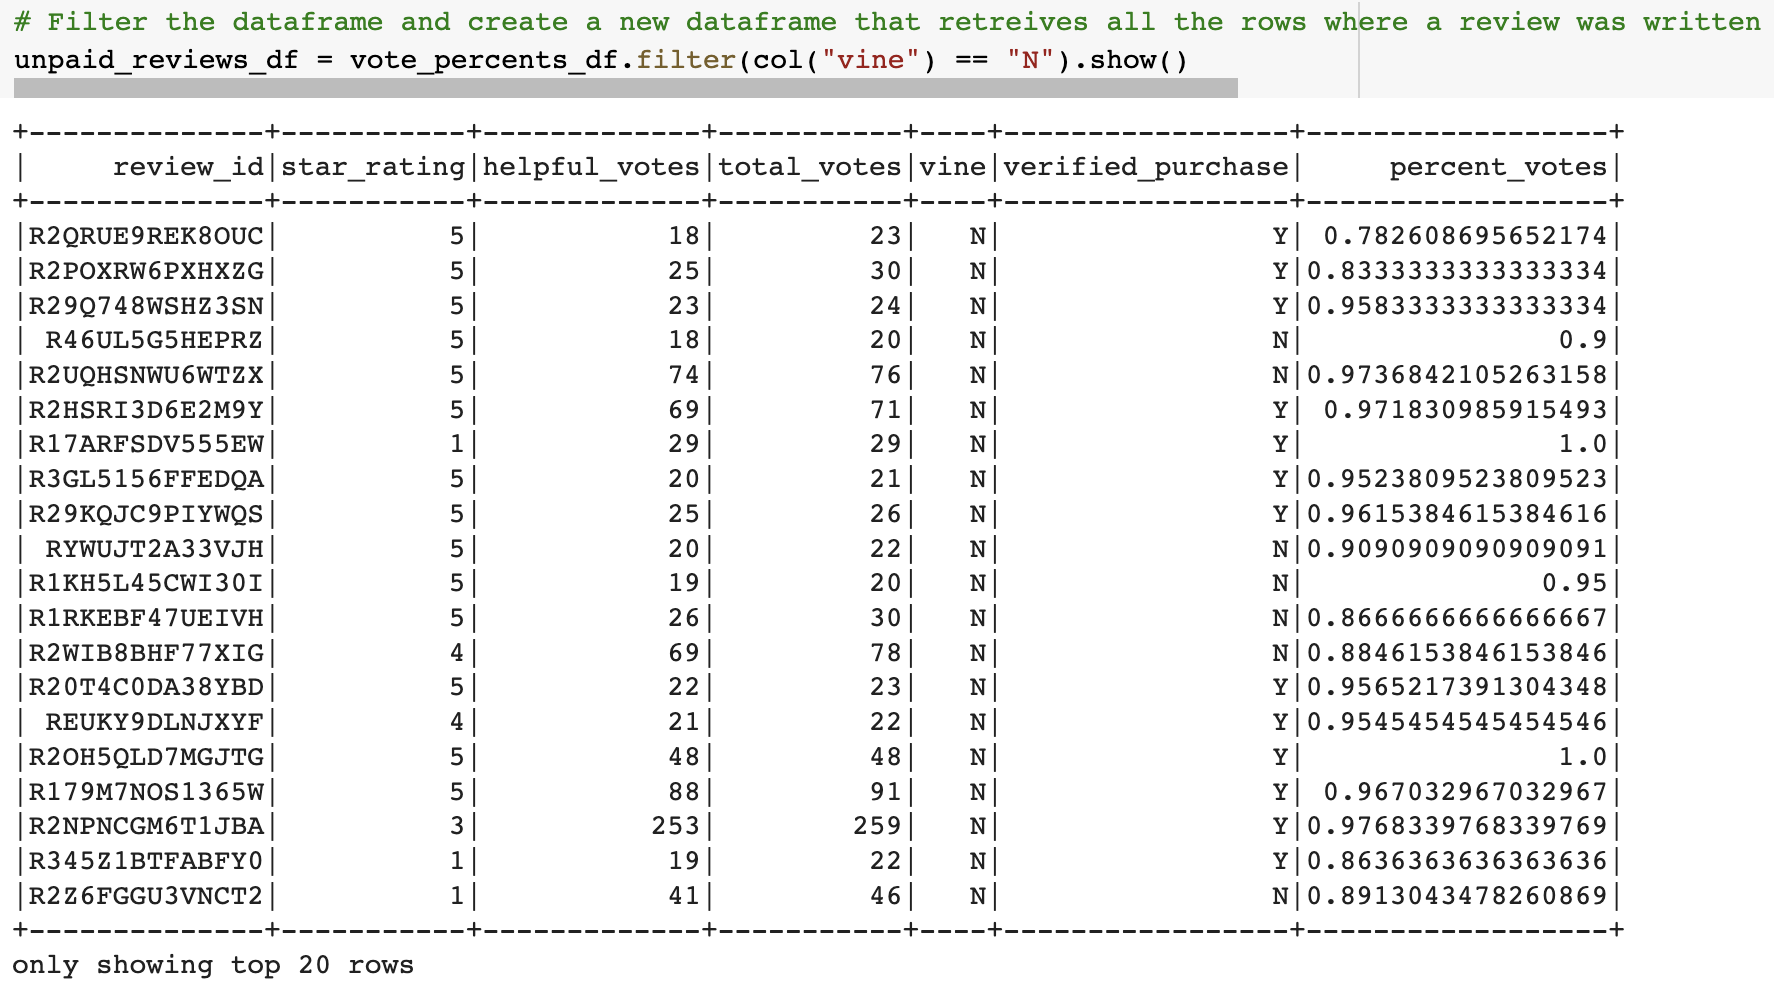 # Filter the dataframe and create a new dataframe that retreives all the rows where a review was written
unpaid_reviews_df = vote_percents_df.filter(col("vine") == "N").show()
+--------------+-----------+-------------+-----------+----+-----------------+------------------+
|     review_id|star_rating|helpful_votes|total_votes|vine|verified_purchase|     percent_votes|
+--------------+-----------+-------------+-----------+----+-----------------+------------------+
|R2QRUE9REK8OUC|          5|           18|         23|   N|                Y| 0.782608695652174|
|R2POXRW6PXHXZG|          5|           25|         30|   N|                Y|0.8333333333333334|
|R29Q748WSHZ3SN|          5|           23|         24|   N|                Y|0.9583333333333334|
| R46UL5G5HEPRZ|          5|           18|         20|   N|                N|               0.9|
|R2UQHSNWU6WTZX|          5|           74|         76|   N|                N|0.9736842105263158|
|R2HSRI3D6E2M9Y|          5|           69|         71|   N|                Y| 0.971830985915493|
|R17ARFSDV555EW|          1|           29|         29|   N|                Y|               1.0|
|R3GL5156FFEDQA|          5|           20|         21|   N|                Y|0.9523809523809523|
|R29KQJC9PIYWQS|          5|           25|         26|   N|                Y|0.9615384615384616|
| RYWUJT2A33VJH|          5|           20|         22|   N|                N|0.9090909090909091|
|R1KH5L45CWI30I|          5|           19|         20|   N|                N|              0.95|
|R1RKEBF47UEIVH|          5|           26|         30|   N|                N|0.8666666666666667|
|R2WIB8BHF77XIG|          4|           69|         78|   N|                N|0.8846153846153846|
|R20T4C0DA38YBD|          5|           22|         23|   N|                Y|0.9565217391304348|
| REUKY9DLNJXYF|          4|           21|         22|   N|                Y|0.9545454545454546|
|R2OH5QLD7MGJTG|          5|           48|         48|   N|                Y|               1.0|
|R179M7NOS1365W|          5|           88|         91|   N|                Y| 0.967032967032967|
|R2NPNCGM6T1JBA|          3|          253|        259|   N|                Y|0.9768339768339769|
|R345Z1BTFABFY0|          1|           19|         22|   N|                Y|0.8636363636363636|
|R2Z6FGGU3VNCT2|          1|           41|         46|   N|                N|0.8913043478260869|
+--------------+-----------+-------------+-----------+----+-----------------+------------------+
only showing top 20 rows